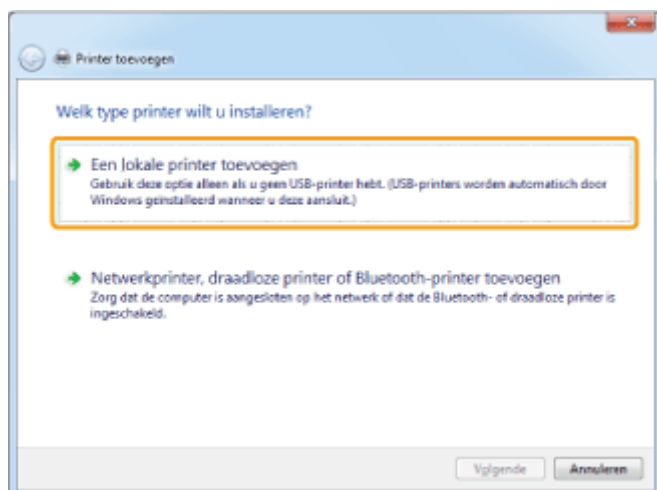 Printer toevoegen
Welk type printer wilt u installeren?
Een lokale printer toevoegen
Gebruik deze optie alleen als u geen USB-printer hebt. (USB-printers worden automatisch door
Windows geïnstalleerd wanneer u deze aansluit.)
Netwerkprinter, draadloze printer of Bluetooth-printer toevoegen
Zorg dat de computer is aangesloten op het netwerk of dat de Bluetooth- of draadloze printer is
ingeschakeld.
Volgende Annuleren